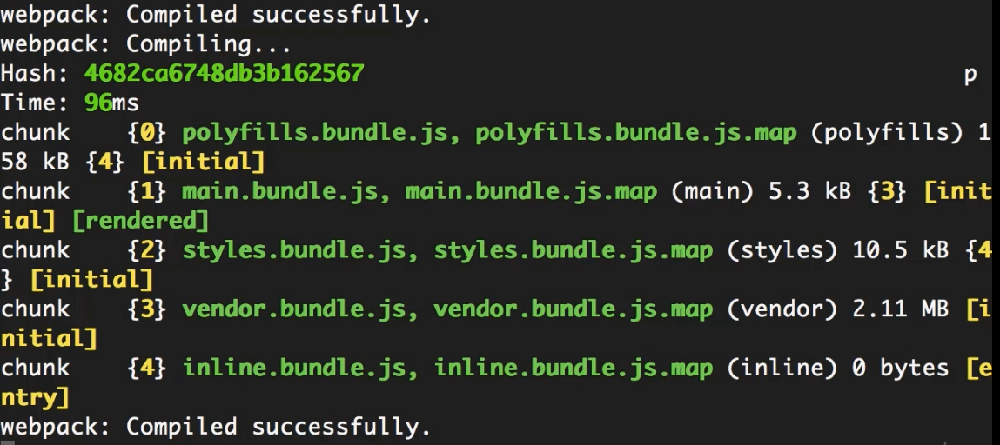 webpack: Compiled successfully.
webpack: Compiling...
Hash: 4682ca6748db3b162567 p
Time: 96ms
chunk    {0} polyfills.bundle.js, polyfills.bundle.js.map (polyfills) 1
58 kB {4} [initial]
chunk    {1} main.bundle.js, main.bundle.js.map (main) 5.3 kB {3} [init
ial] [rendered]
chunk    {2} styles.bundle.js, styles.bundle.js.map (styles) 10.5 kB {4
} [initial]
chunk    {3} vendor.bundle.js, vendor.bundle.js.map (vendor) 2.11 MB [i
nitial]
chunk    {4} inline.bundle.js, inline.bundle.js.map (inline) 0 bytes [e
ntry]
webpack: Compiled successfully.